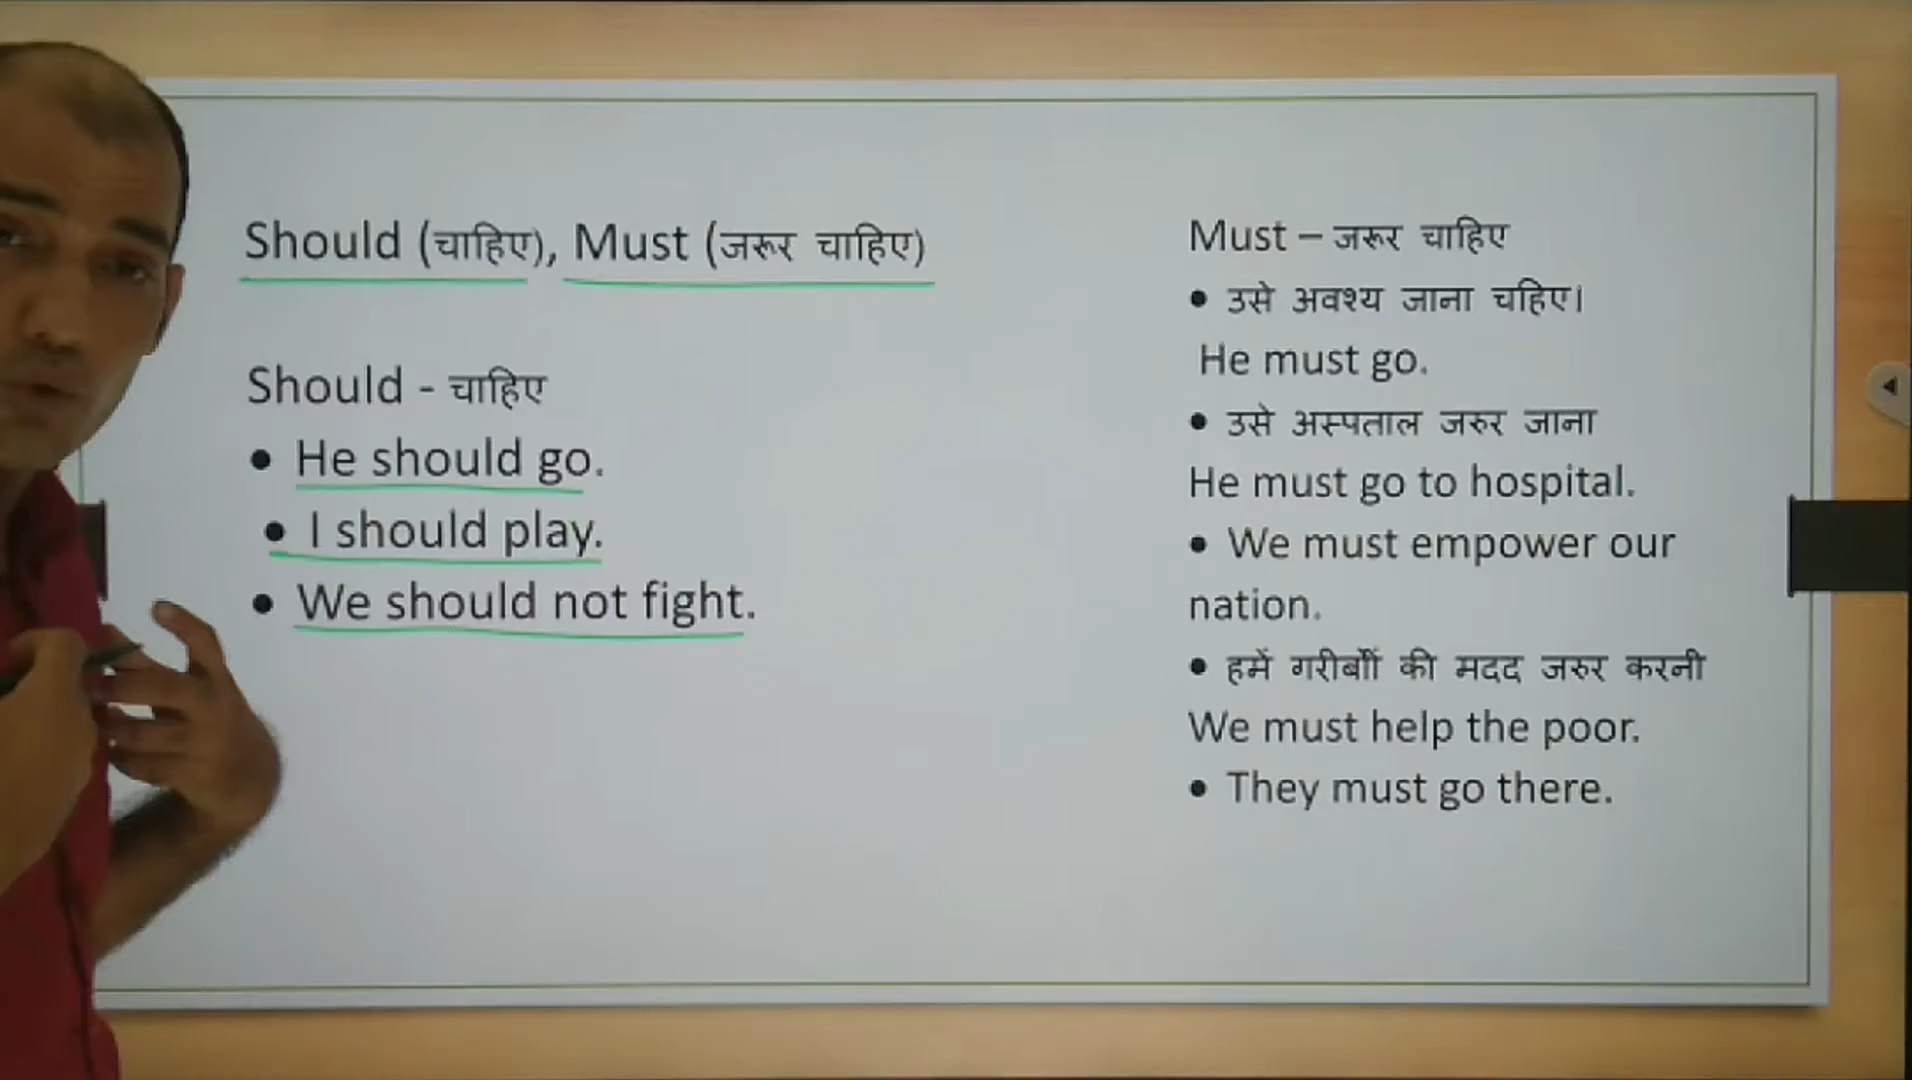 Should (चाहिए), Must (जरूर चाहिए)
Should - चाहिए
• He should go.
• I should play.
• We should not fight.
Must – जरूर चाहिए
• उसे अवश्य जाना चहिए।
He must go.
• उसे अस्पताल जरुर जाना
He must go to hospital.
• We must empower our
nation.
• हमें गरीबोंं की मदद जरुर करनी
We must help the poor.
• They must go there.